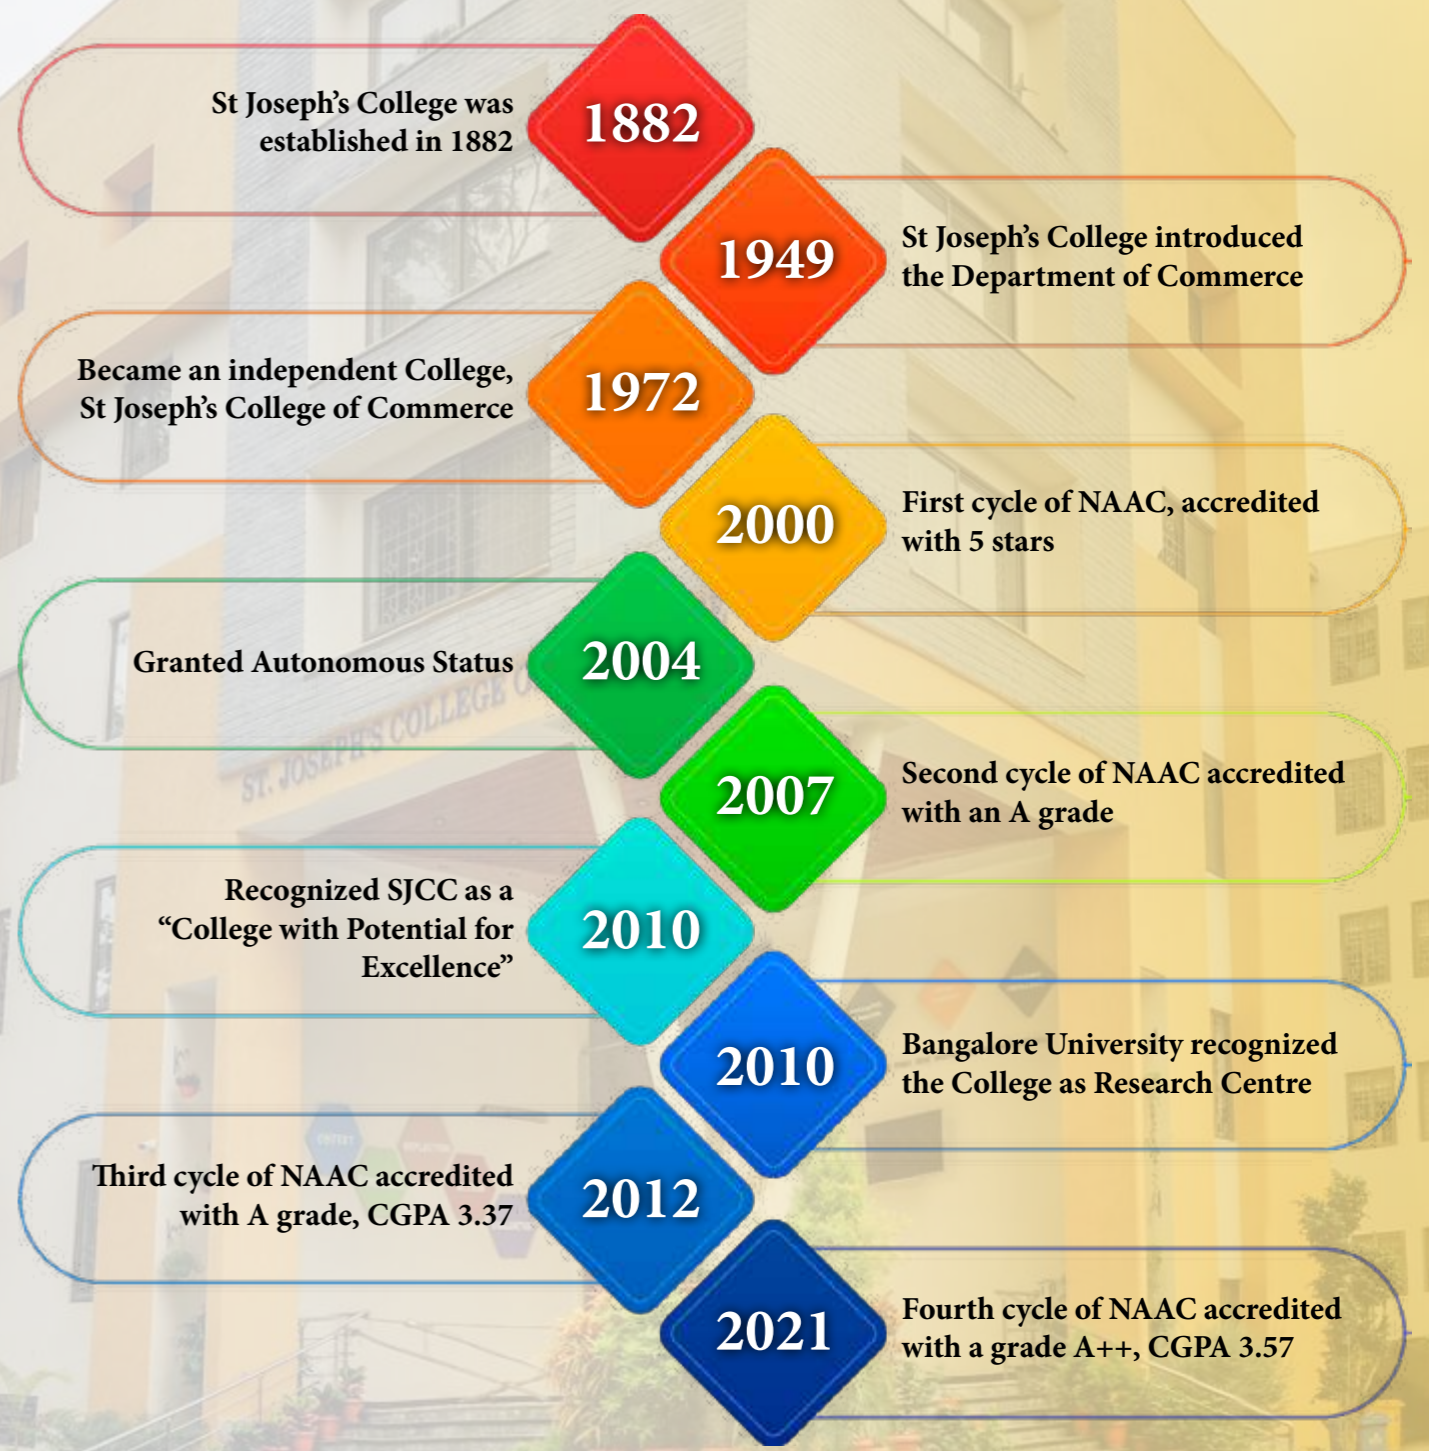 St Joseph’s College was
established in 1882
1882
1949
St Joseph’s College introduced
the Department of Commerce
Became an independent College,
St Joseph’s College of Commerce
1972
2000
First cycle of NAAC, accredited
with 5 stars
Granted Autonomous Status
2004
ST. JOSEPH'S COLLEGE
2007
Second cycle of NAAC accredited
with an A grade
Recognized SJCC as a
“College with Potential for
Excellence”
2010
2010
Bangalore University recognized
the College as Research Centre
Third cycle of NAAC accredited
with A grade, CGPA 3.37
2012
2021
Fourth cycle of NAAC accredited
with a grade A++, CGPA 3.57